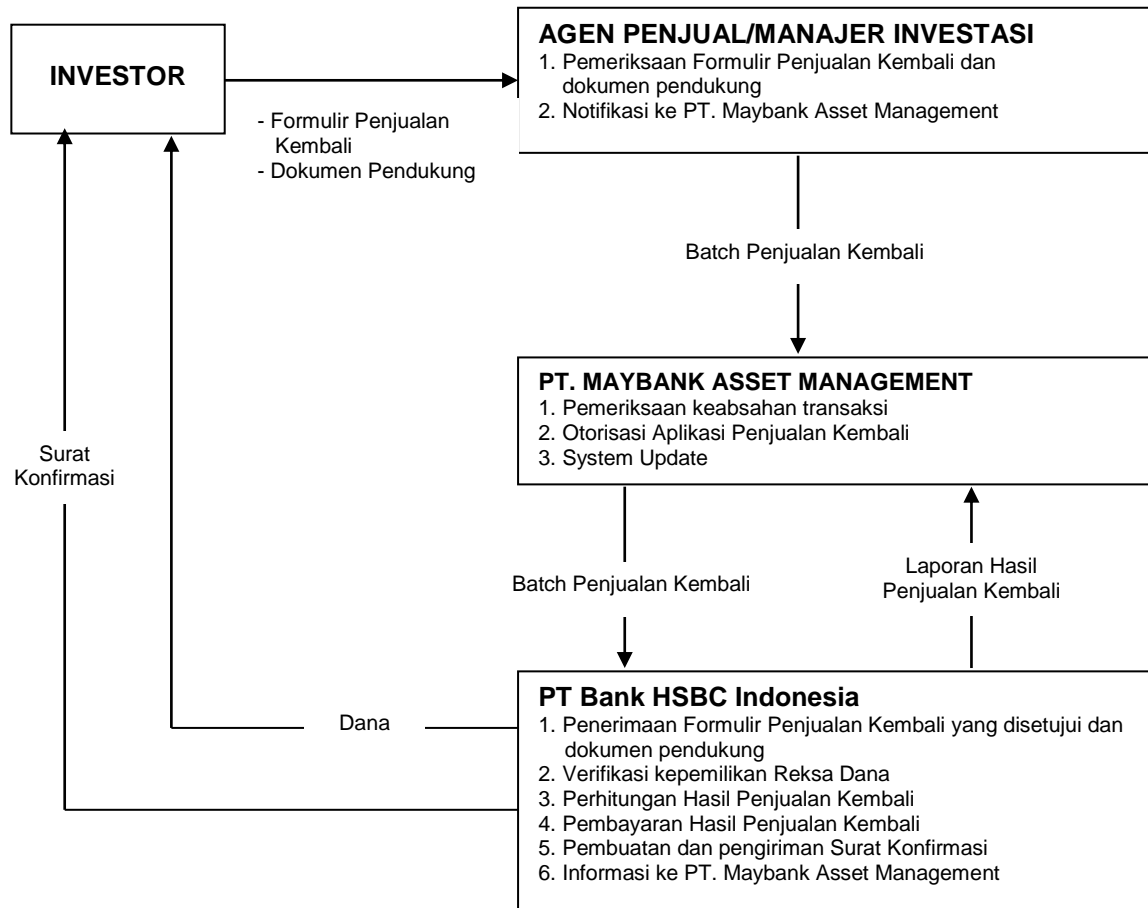 INVESTOR
AGEN PENJUAL/MANAJER INVESTASI
1. Pemeriksaan Formulir Penjualan Kembali dan
dokumen pendukung
2. Notifikasi ke PT. Maybank Asset Management
- Formulir Penjualan
Kembali
- Dokumen Pendukung
Batch Penjualan Kembali
PT. MAYBANK ASSET MANAGEMENT
1. Pemeriksaan keabsahan transaksi
2. Otorisasi Aplikasi Penjualan Kembali
3. System Update
Surat
Konfirmasi
Batch Penjualan Kembali
Laporan Hasil
Penjualan Kembali
Dana
PT Bank HSBC Indonesia
1. Penerimaan Formulir Penjualan Kembali yang disetujui dan
dokumen pendukung
2. Verifikasi kepemilikan Reksa Dana
3. Perhitungan Hasil Penjualan Kembali
4. Pembayaran Hasil Penjualan Kembali
5. Pembuatan dan pengiriman Surat Konfirmasi
6. Informasi ke PT. Maybank Asset Management